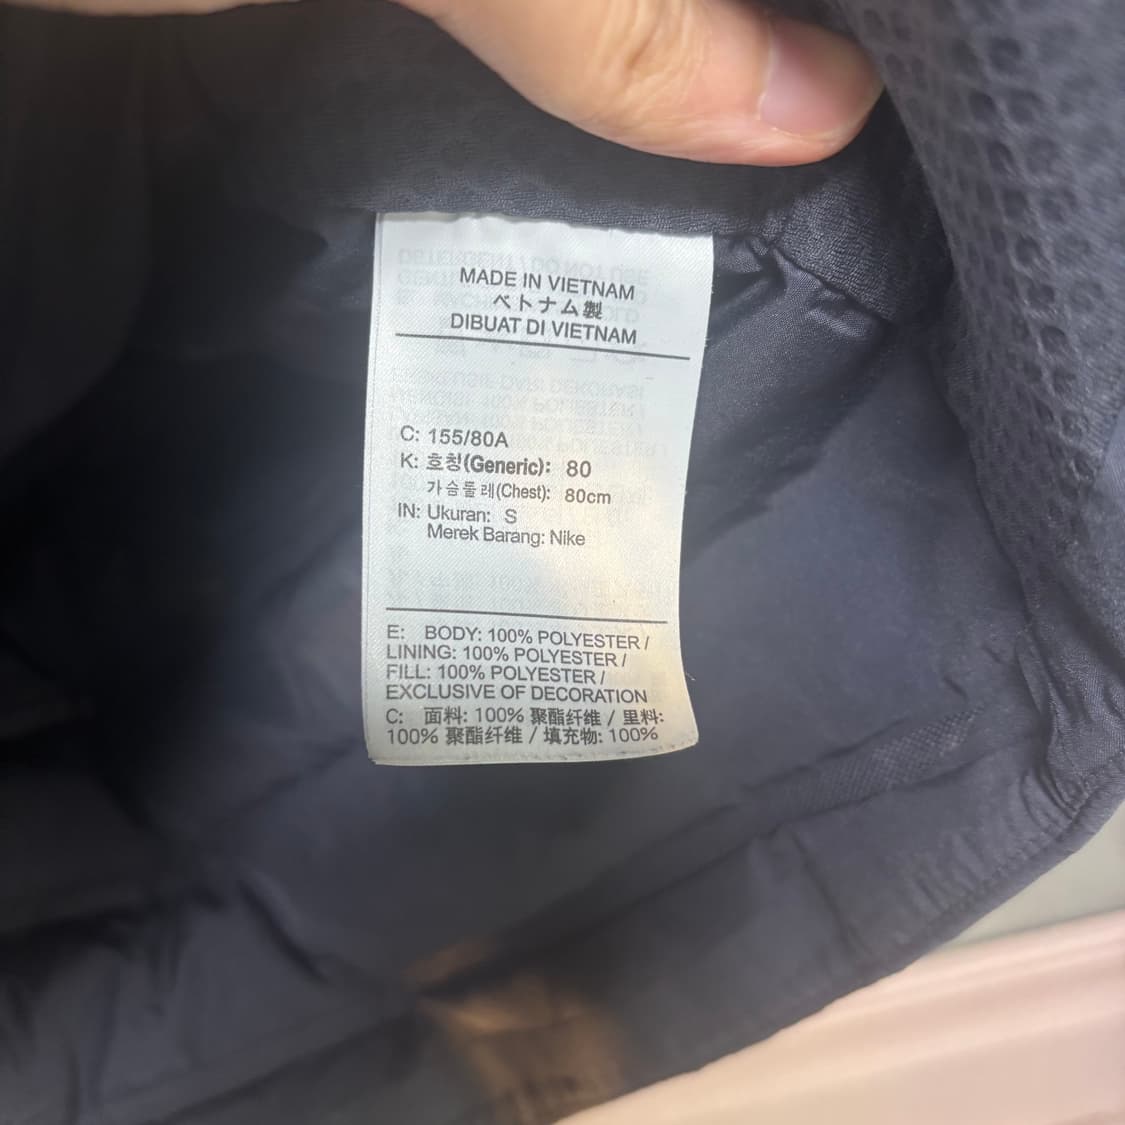 MADE IN VIETNAM
ベトナム製
DIBUAT DI VIETNAM
C: 155/80A
K: 호칭(Generic): 80
가슴둘레(Chest): 80cm
IN: Ukuran: S
Merek Barang: Nike
E: BODY: 100% POLYESTER /
LINING: 100% POLYESTER /
FILL: 100% POLYESTER /
EXCLUSIVE OF DECORATION
C: 面料: 100% 聚酯纤维 / 里料:
100% 聚酯纤维 / 填充物: 100%